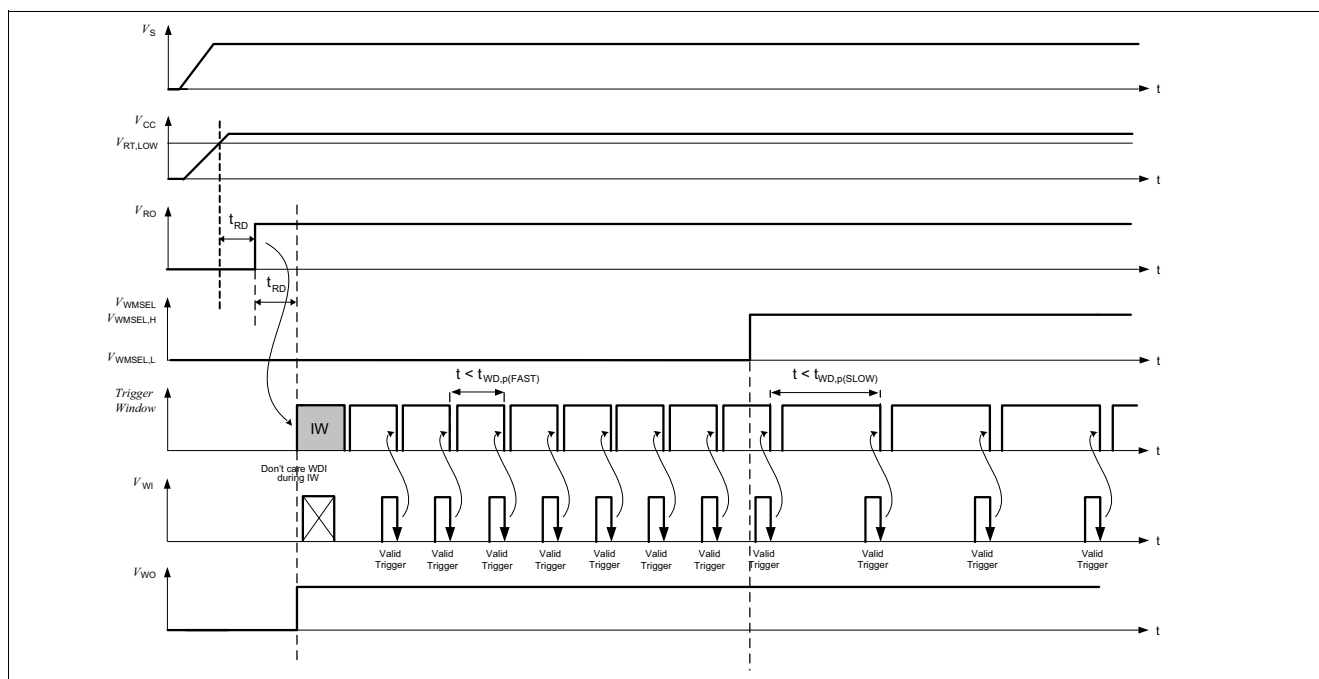 VS
t
VCC
VRT,LOW
t
VRO
tRD
t
tRD
VWMSEL
VWMSEL,H
VWMSEL,L
t
t < tWD,p(FAST)
t < tWD,p(SLOW)
Trigger
Window
IW
t
Don't care WDI
during IW
VWI
t
Valid
Trigger
Valid
Trigger
Valid
Trigger
Valid
Trigger
Valid
Trigger
Valid
Trigger
Valid
Trigger
Valid
Trigger
Valid
Trigger
Valid
Trigger
Valid
Trigger
VWO
t